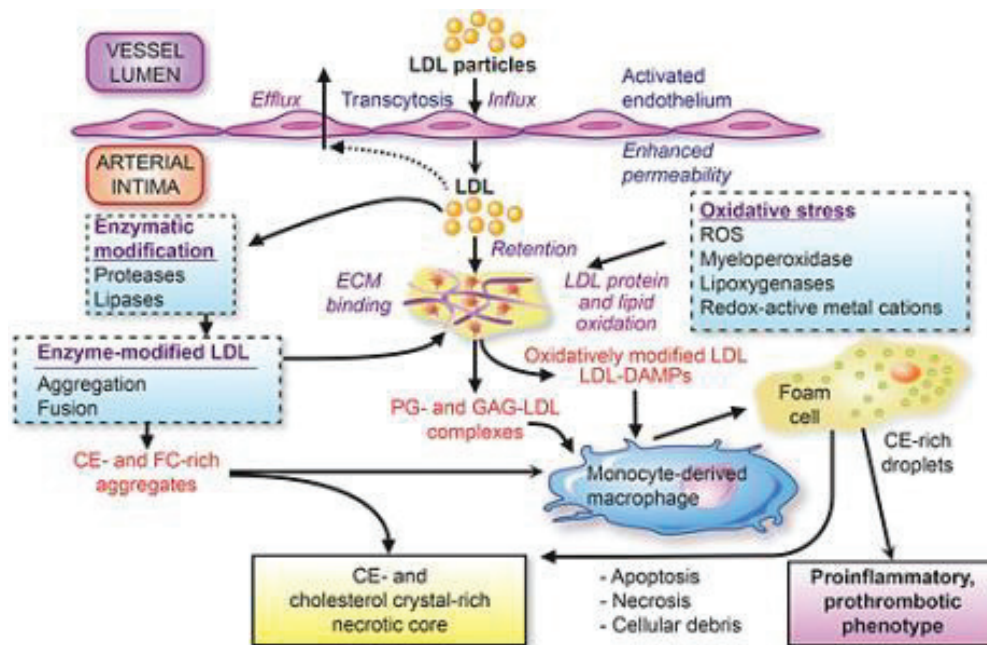 VESSEL
LUMEN
LDL particles
Efflux
Transcytosis
Influx
Activated
endothelium
ARTERIAL
INTIMA
Enhanced
permeability
LDL
Enzymatic
modification
Proteases
Lipases
Retention
ECM
binding
LDL protein
and lipid
oxidation
Oxidative stress
ROS
Myeloperoxidase
Lipoxygenases
Redox-active metal cations
Enzyme-modified LDL
Aggregation
Fusion
Oxidatively modified LDL
LDL-DAMPs
PG- and GAG-LDL
complexes
Foam
cell
CE-rich
droplets
CE- and FC-rich
aggregates
Monocyte-derived
macrophage
CE- and
cholesterol crystal-rich
necrotic core
- Apoptosis
- Necrosis
- Cellular debris
Proinflammatory,
prothrombotic
phenotype